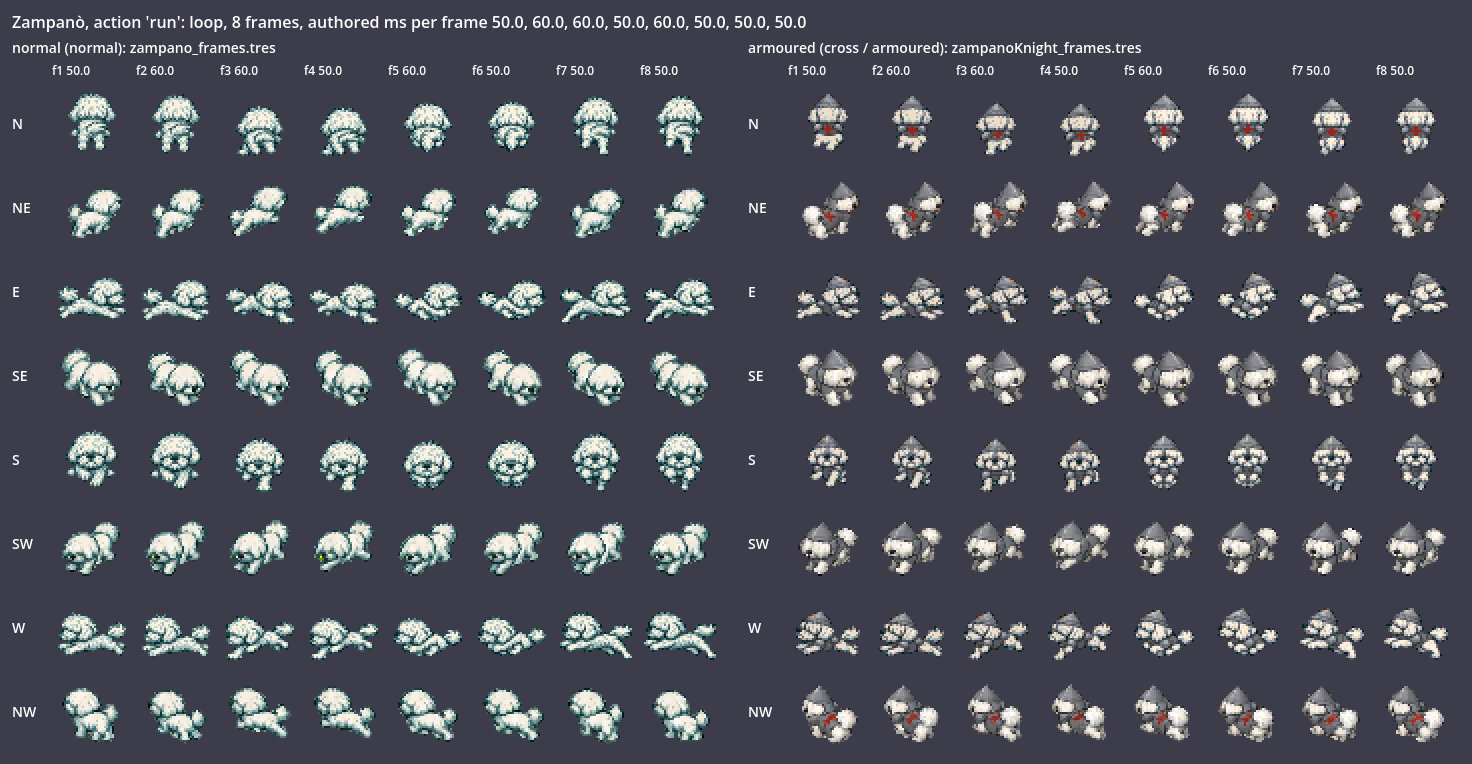 Zampanò, action 'run': loop, 8 frames, authored ms per frame 50.0, 60.0, 60.0, 50.0, 60.0, 50.0, 50.0, 50.0
normal (normal): zampano_frames.tres armoured (cross / armoured): zampanoKnight_frames.tres
f1 50.0 f2 60.0 f3 60.0 f4 50.0 f5 60.0 f6 50.0 f7 50.0 f8 50.0 f1 50.0 f2 60.0 f3 60.0 f4 50.0 f5 60.0 f6 50.0 f7 50.0 f8 50.0
N N
NE NE
E E
SE SE
S S
SW SW
W W
NW NW